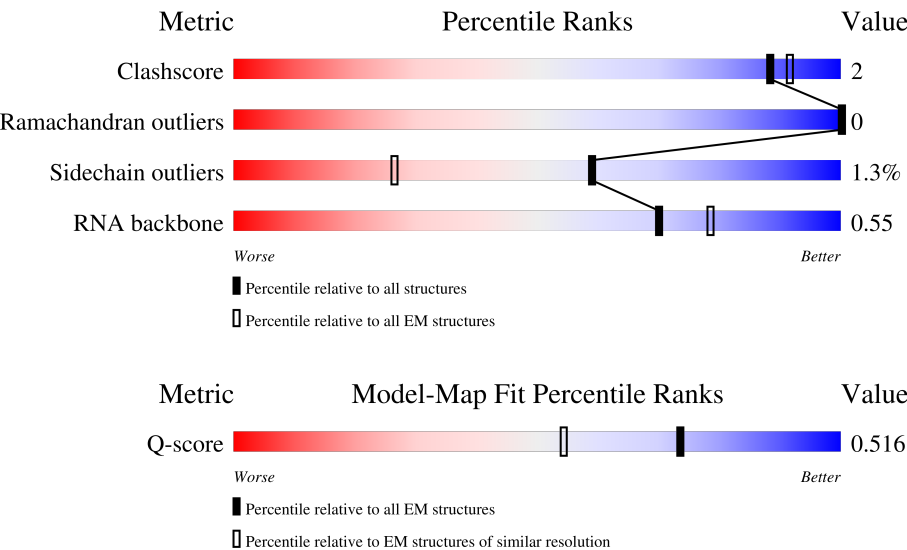 Metric Percentile Ranks Value
Clashscore 2
Ramachandran outliers 0
Sidechain outliers 1.3%
RNA backbone 0.55
Worse Better
Percentile relative to all structures
Percentile relative to all EM structures
Metric Model-Map Fit Percentile Ranks Value
Q-score 0.516
Worse Better
Percentile relative to all EM structures
Percentile relative to EM structures of similar resolution